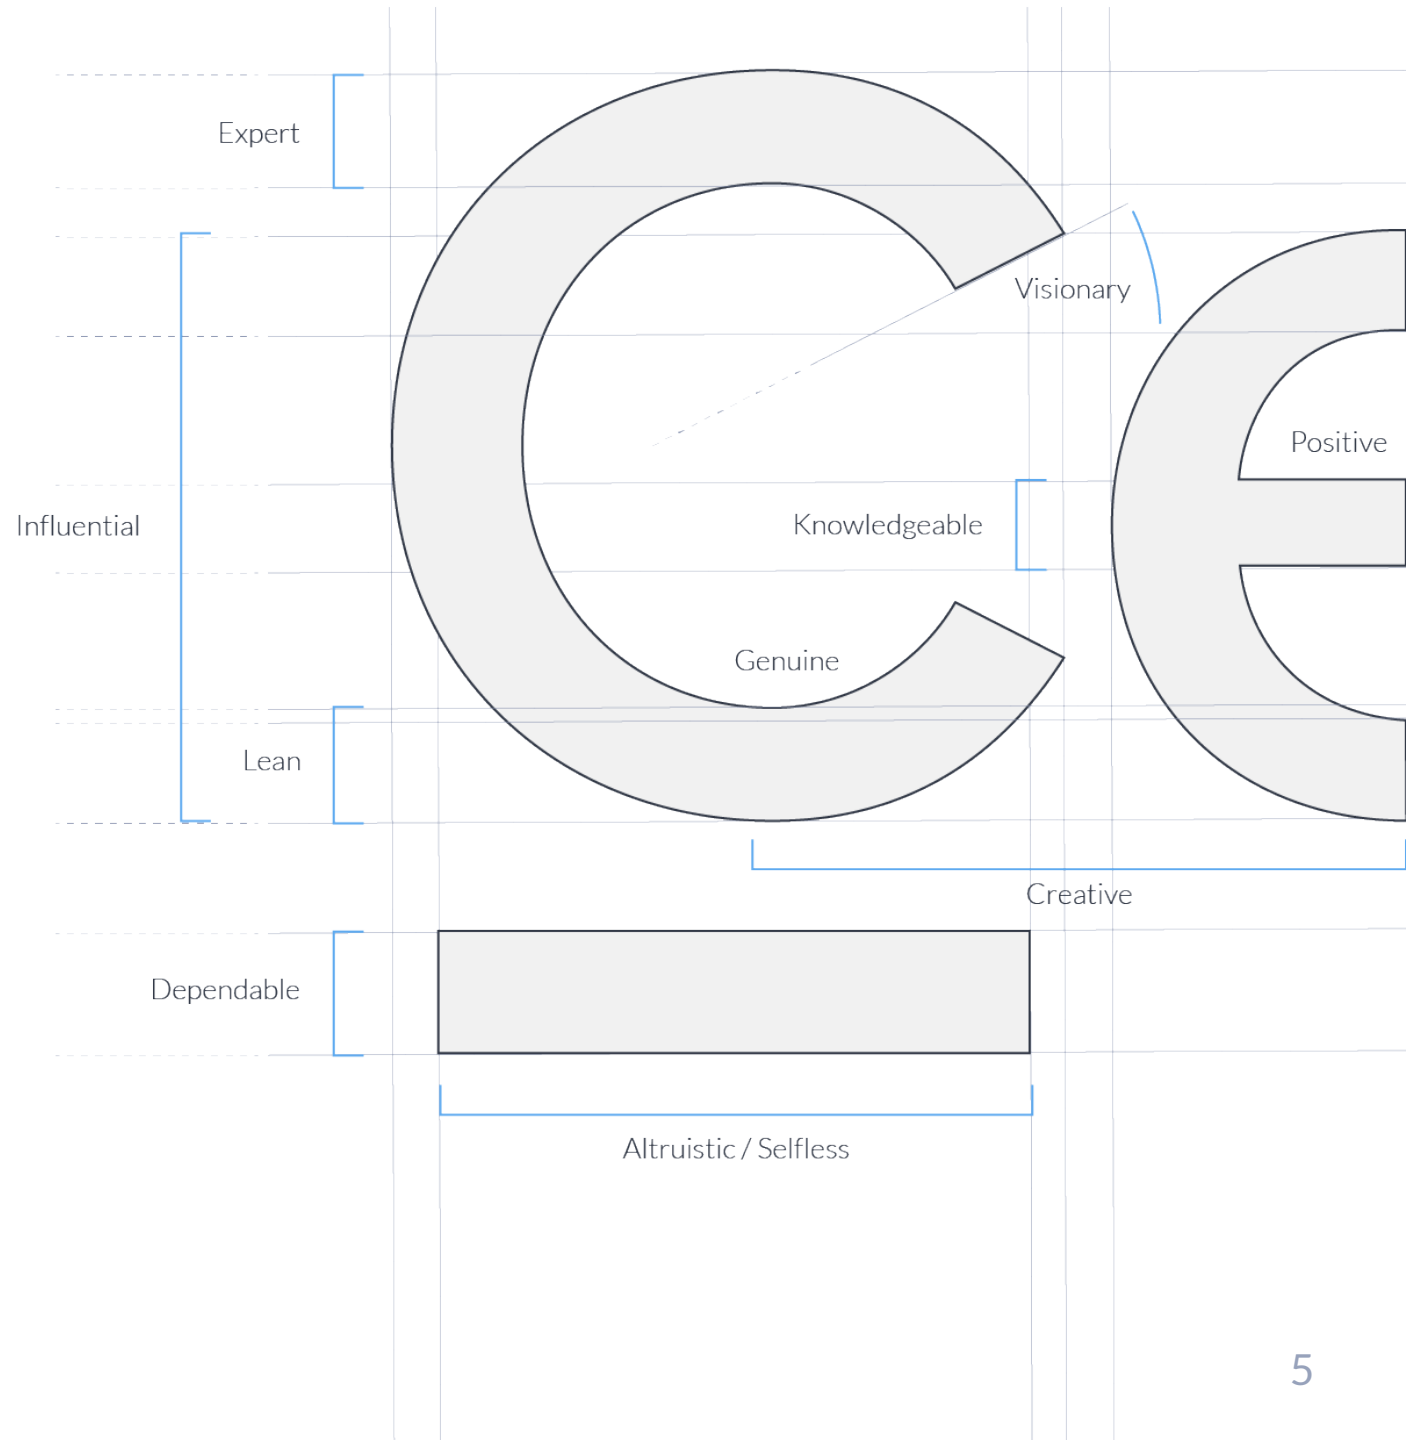 Expert
Visionary
Positive
Influential
Knowledgeable
Genuine
Lean
Creative
Dependable
Altruistic / Selfless
5